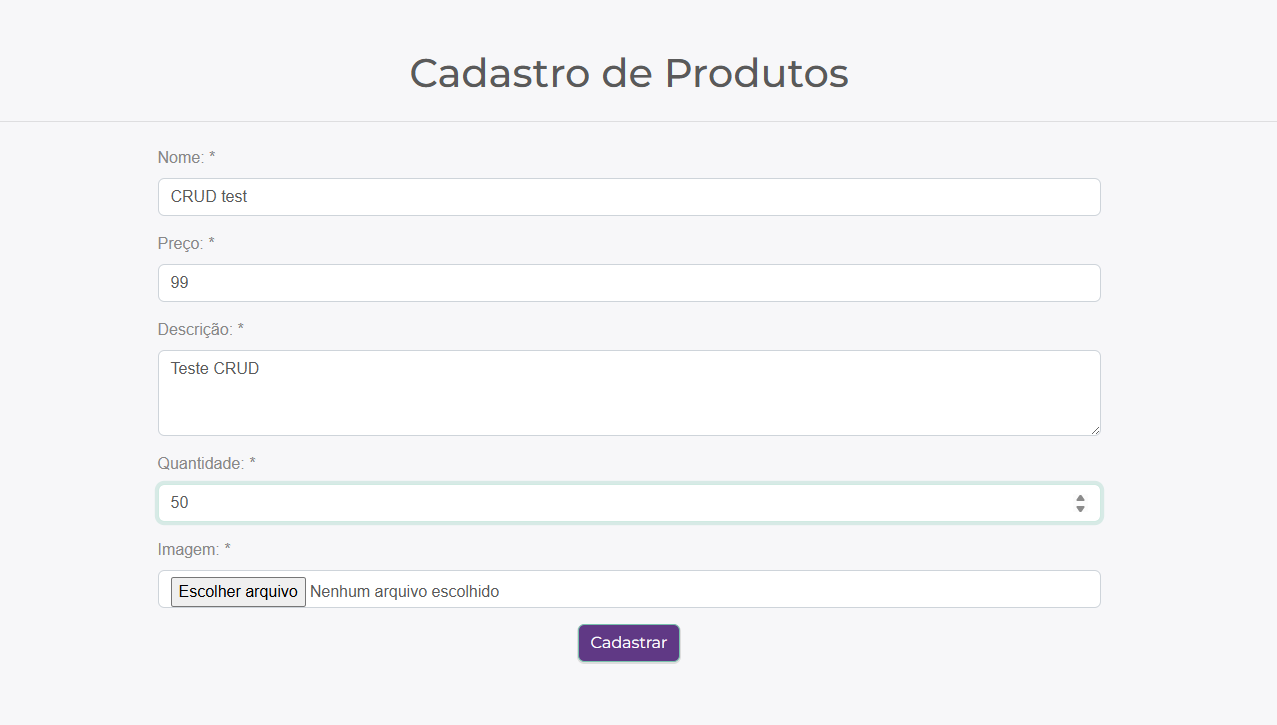 Cadastro de Produtos
Nome: *
CRUD test
Preço: *
99
Descrição: *
Teste CRUD
Quantidade: *
50
Imagem: *
Escolher arquivo Nenhum arquivo escolhido
Cadastrar